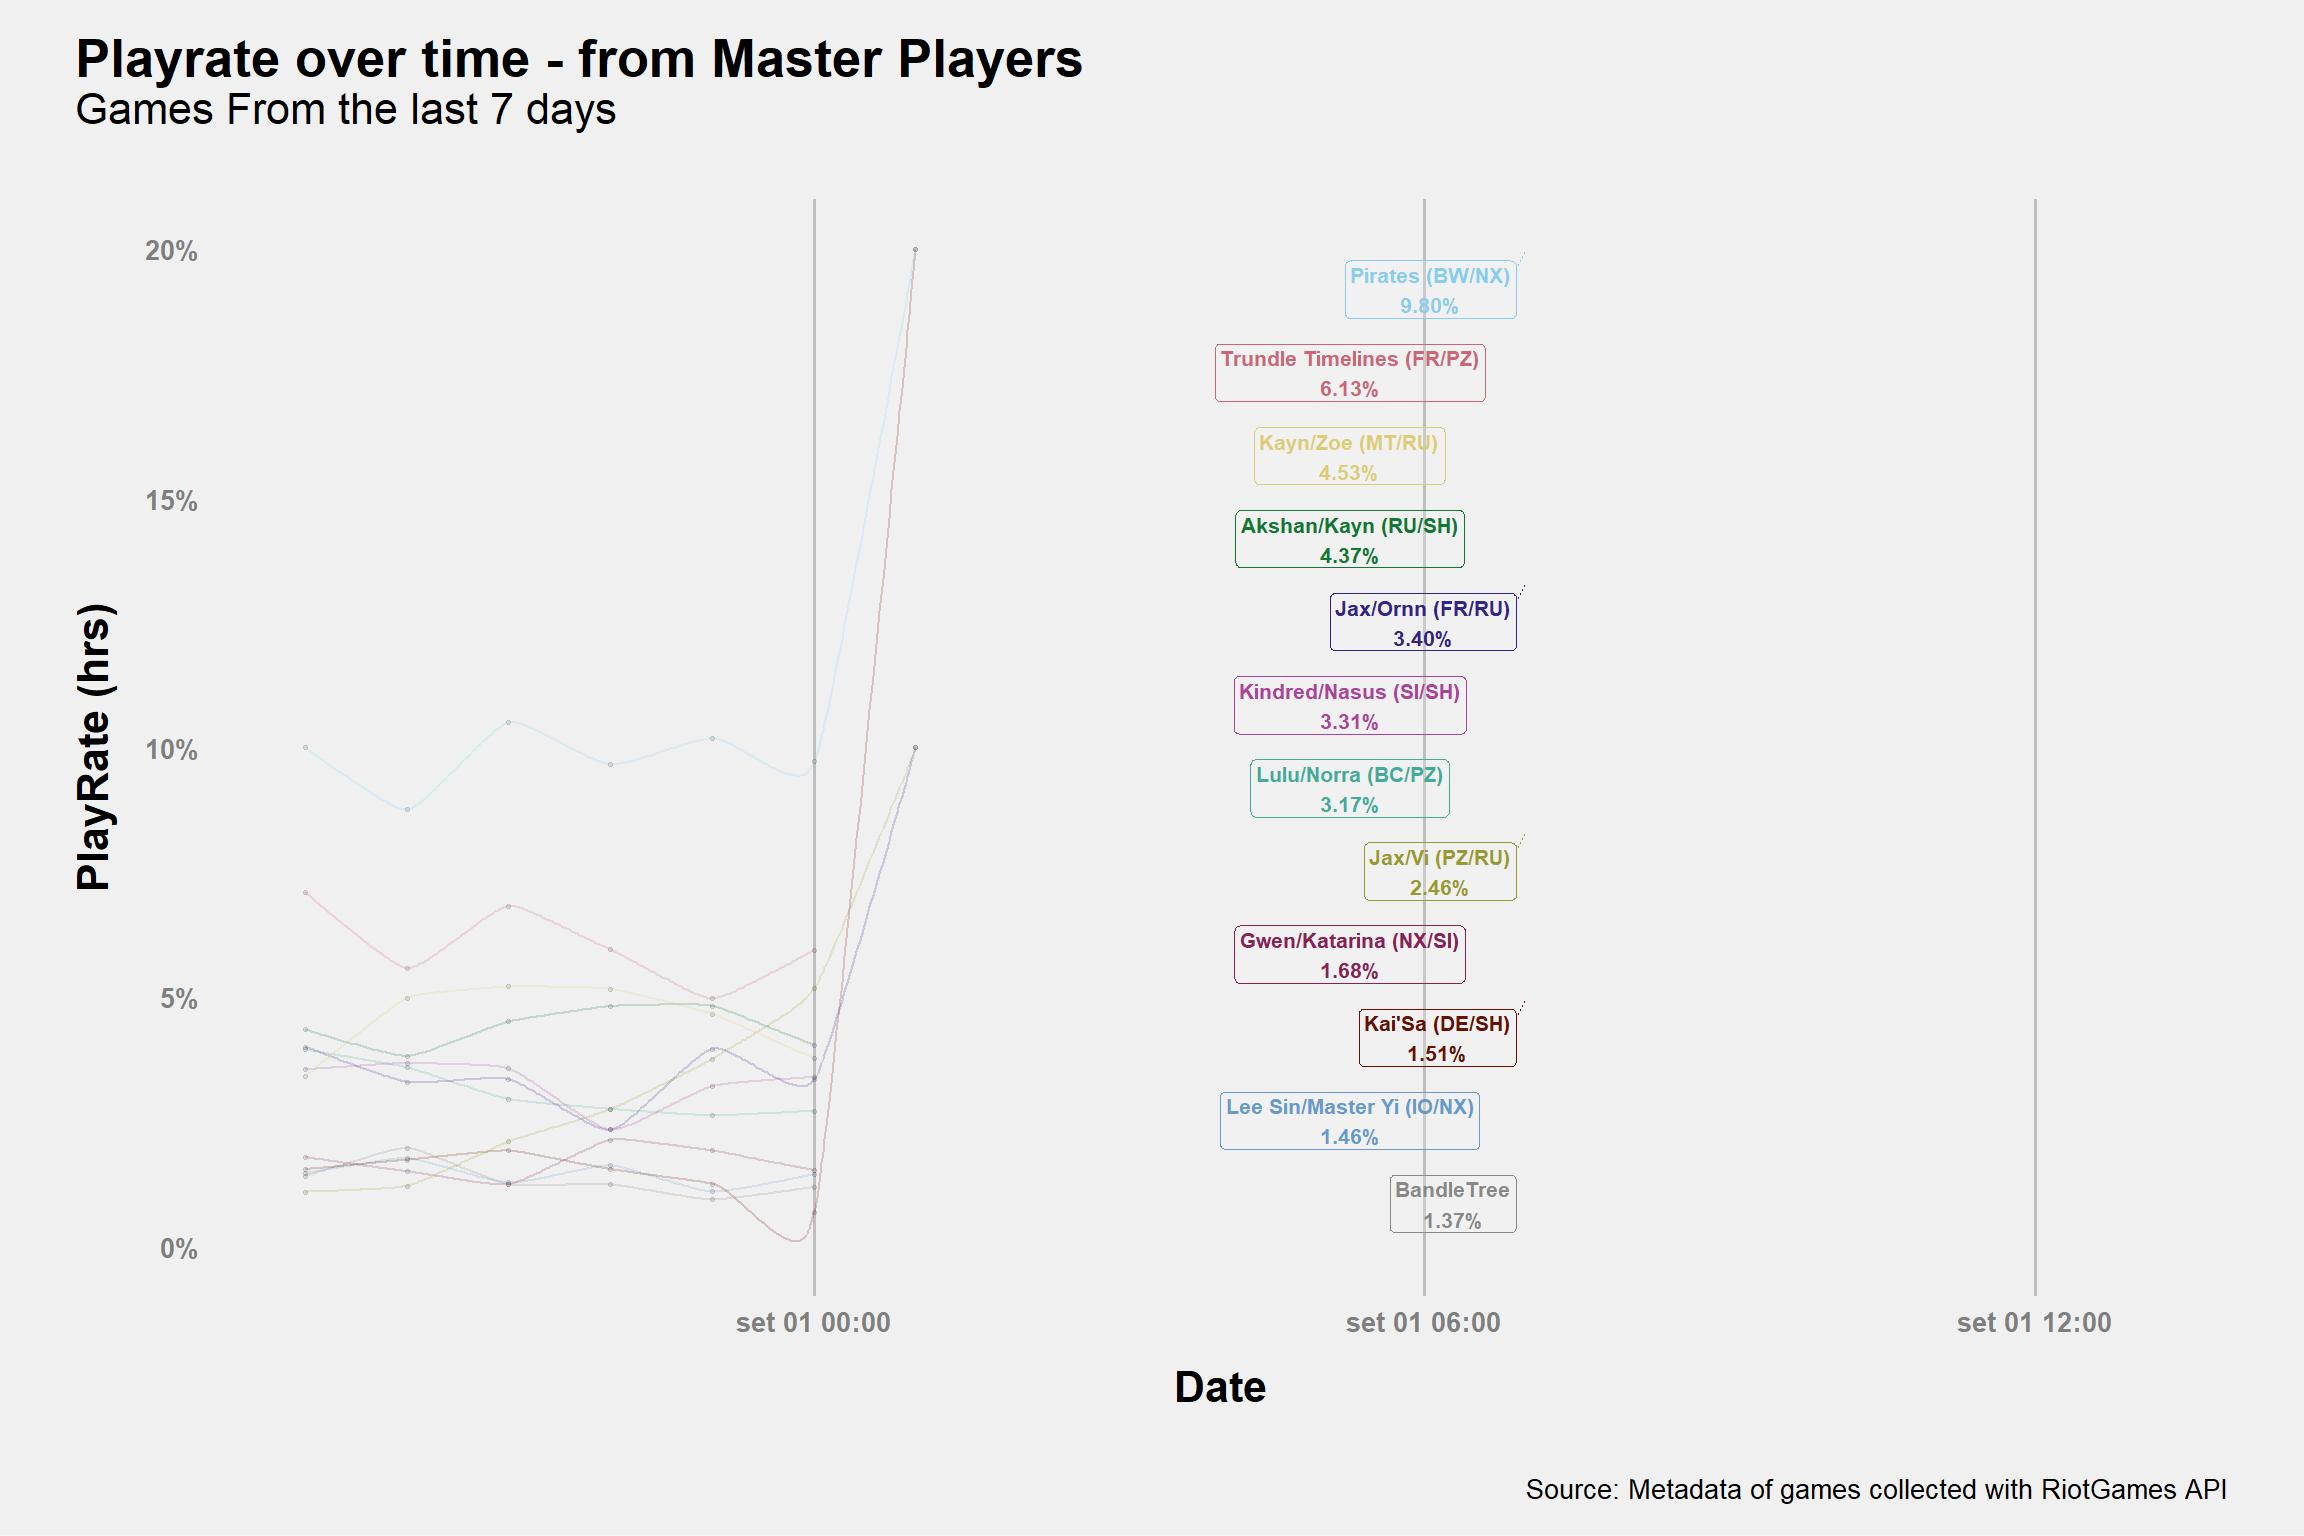 Playrate over time - from Master Players
Games From the last 7 days
PlayRate (hrs)
20%
15%
10%
5%
0%
Pirates (BW/NX)
9.80%
Trundle Timelines (FR/PZ)
6.13%
Kayn/Zoe (MT/RU)
4.53%
Akshan/Kayn (RU/SH)
4.37%
Jax/Ornn (FR/RU)
3.40%
Kindred/Nasus (SI/SH)
3.31%
Lulu/Norra (BC/PZ)
3.17%
Jax/Vi (PZ/RU)
2.46%
Gwen/Katarina (NX/SI)
1.68%
Kai'Sa (DE/SH)
1.51%
Lee Sin/Master Yi (IO/NX)
1.46%
BandleTree
1.37%
set 01 00:00
set 01 06:00
set 01 12:00
Date
Source: Metadata of games collected with RiotGames API